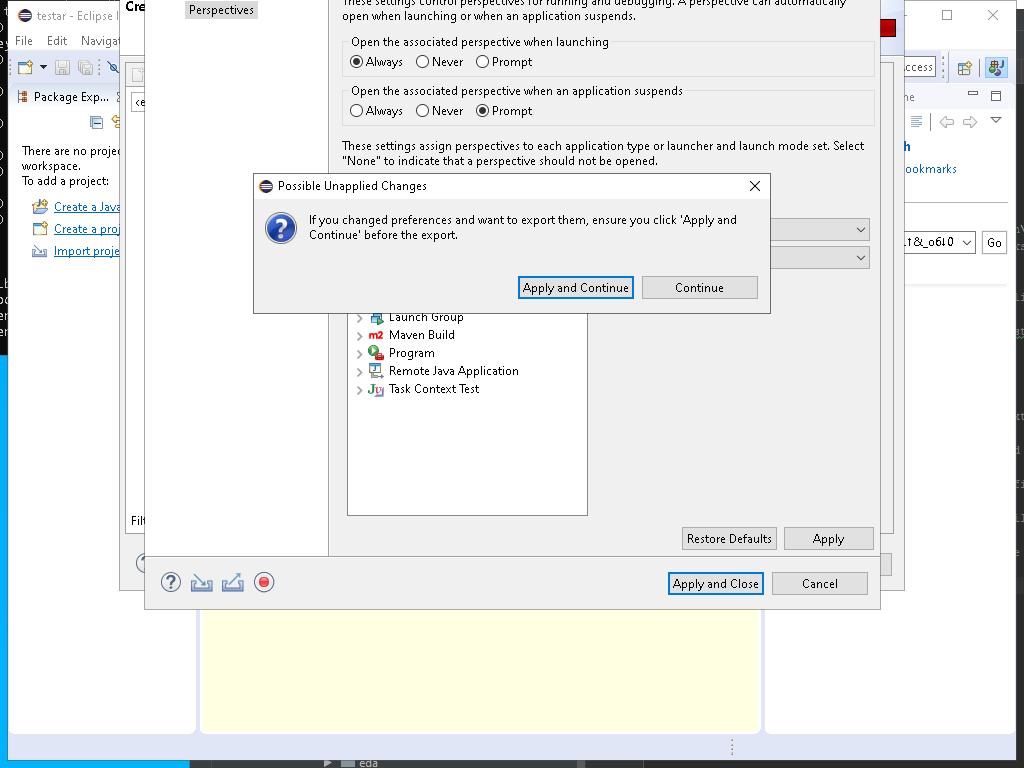 testar - Eclipse I
File Edit Navigat
Package Exp...
There are no proje
workspace.
To add a project:
Create a Java
Create a proj
Import proje
Cre
Perspectives
These settings control perspectives for running and debugging. A perspective can automatically
open when launching or when an application suspends.
Open the associated perspective when launching
Always Never Prompt
Open the associated perspective when an application suspends
Always Never Prompt
These settings assign perspectives to each application type or launcher and launch mode set. Select
"None" to indicate that a perspective should not be opened.
Possible Unapplied Changes
If you changed preferences and want to export them, ensure you click 'Apply and
Continue' before the export.
Apply and Continue Continue
Launch Group
m2 Maven Build
Program
Remote Java Application
Ju Task Context Test
Filt
Restore Defaults Apply
Apply and Close Cancel
ccess
ookmarks
Go
eda